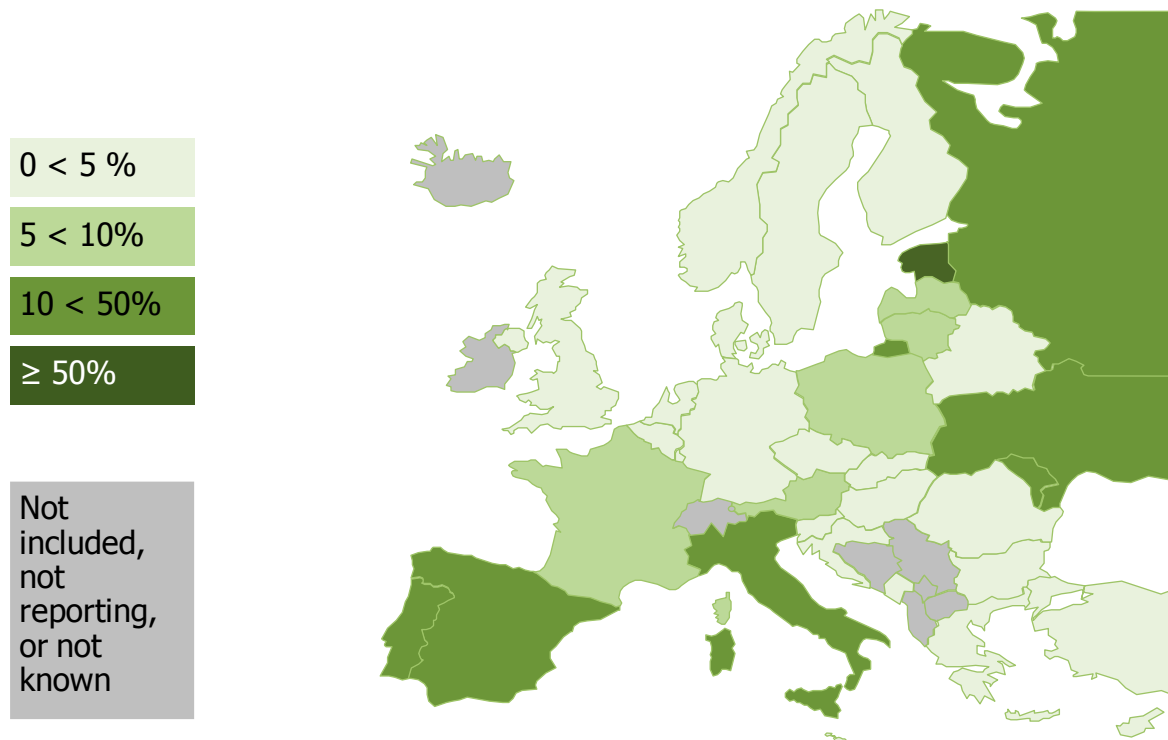 0 < 5 %
5 < 10%
10 < 50%
≥ 50%
Not
included,
not
reporting,
or not
known